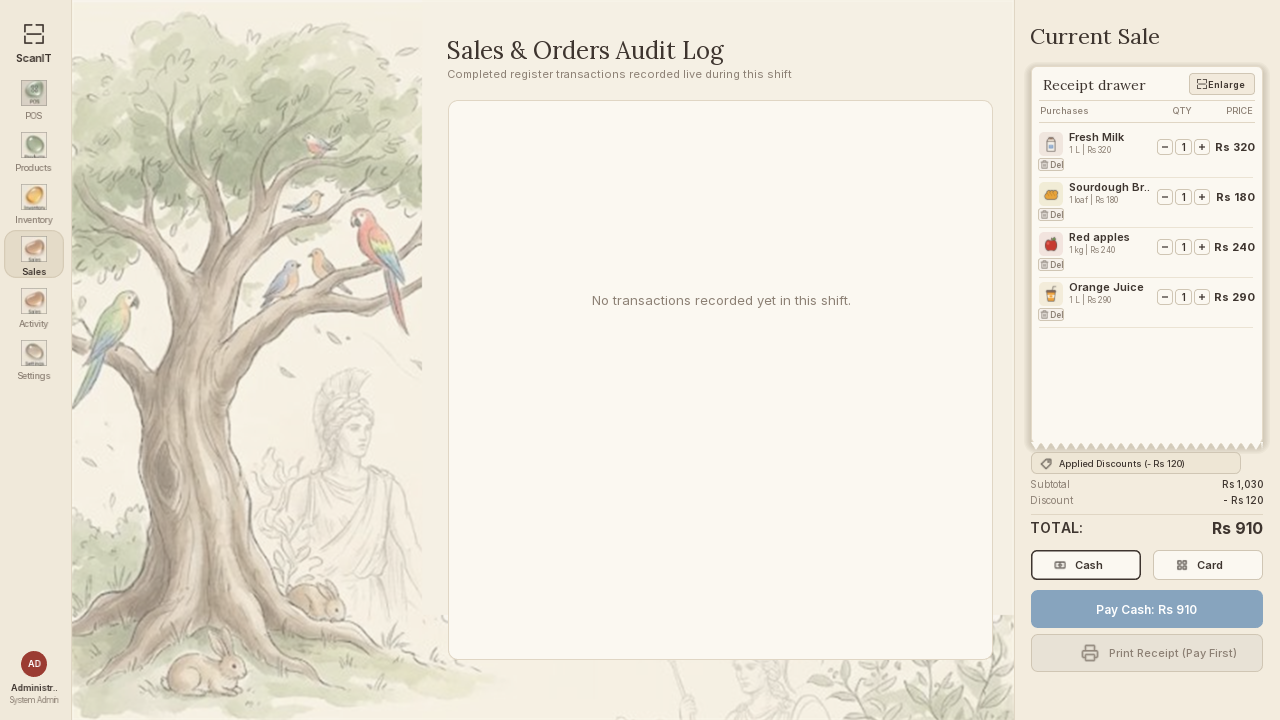 ScanIT
POS
Products
Inventory
Sales
Activity
Settings
AD
Administr..
System Admin
Sales & Orders Audit Log
Completed register transactions recorded live during this shift
No transactions recorded yet in this shift.
Current Sale
Receipt drawer
Enlarge
Purchases QTY PRICE
Fresh Milk
1 L | Rs 320
− 1 + Rs 320
Del
Sourdough Br..
1 loaf | Rs 180
− 1 + Rs 180
Del
Red apples
1 kg | Rs 240
− 1 + Rs 240
Del
Orange Juice
1 L | Rs 290
− 1 + Rs 290
Del
Applied Discounts (- Rs 120)
Subtotal Rs 1,030
Discount - Rs 120
TOTAL: Rs 910
Cash
Card
Pay Cash: Rs 910
Print Receipt (Pay First)